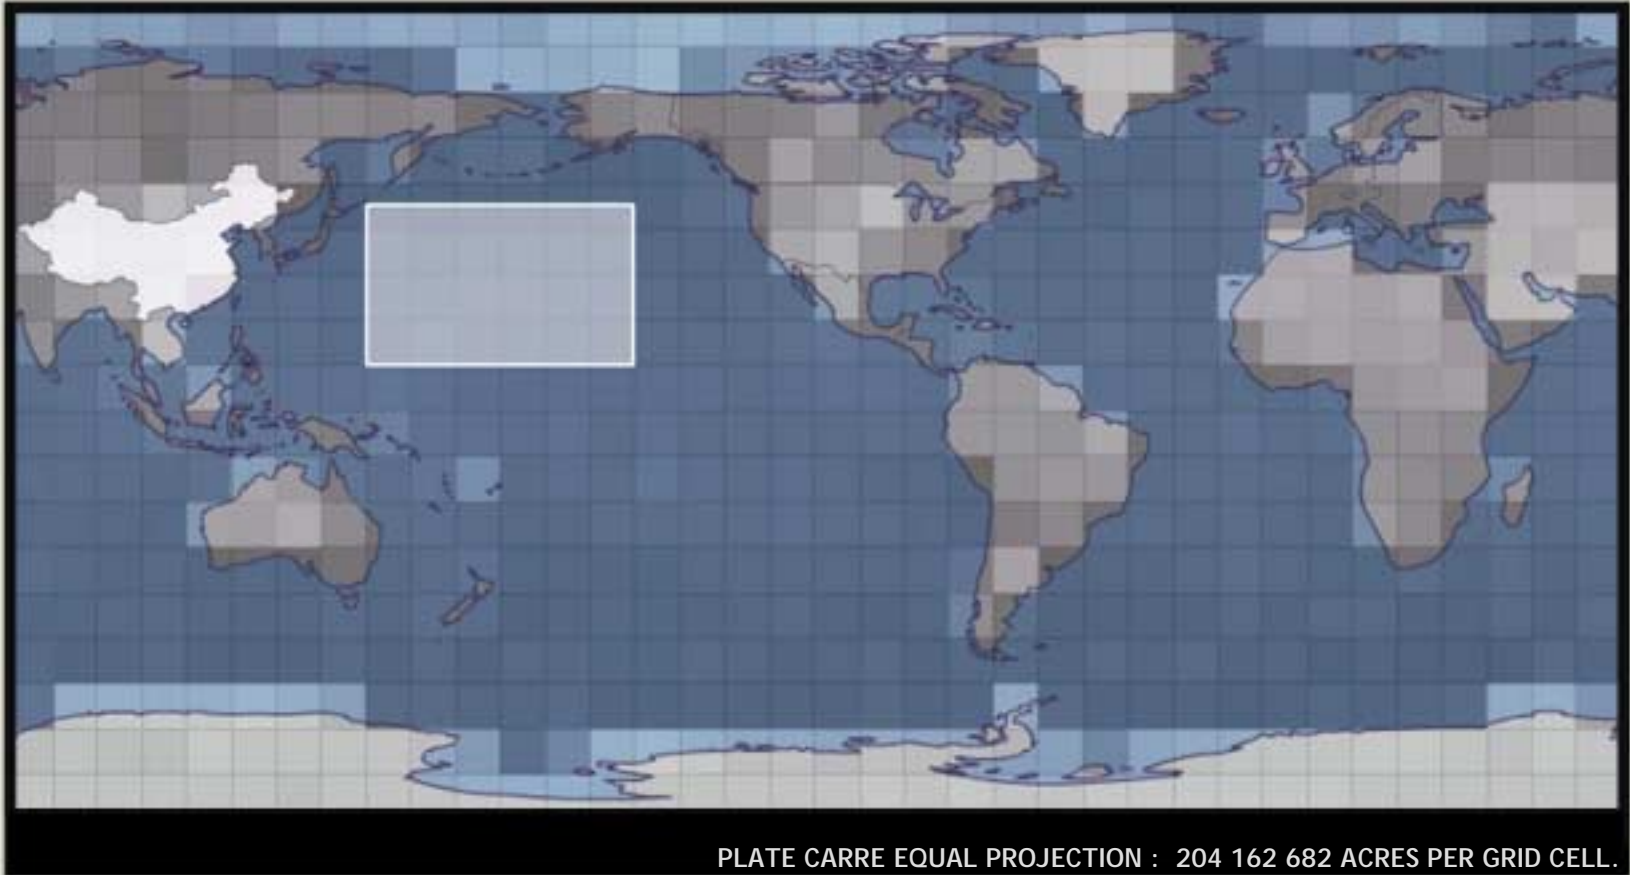 PLATE CARRE EQUAL PROJECTION : 204 162 682 ACRES PER GRID CELL.